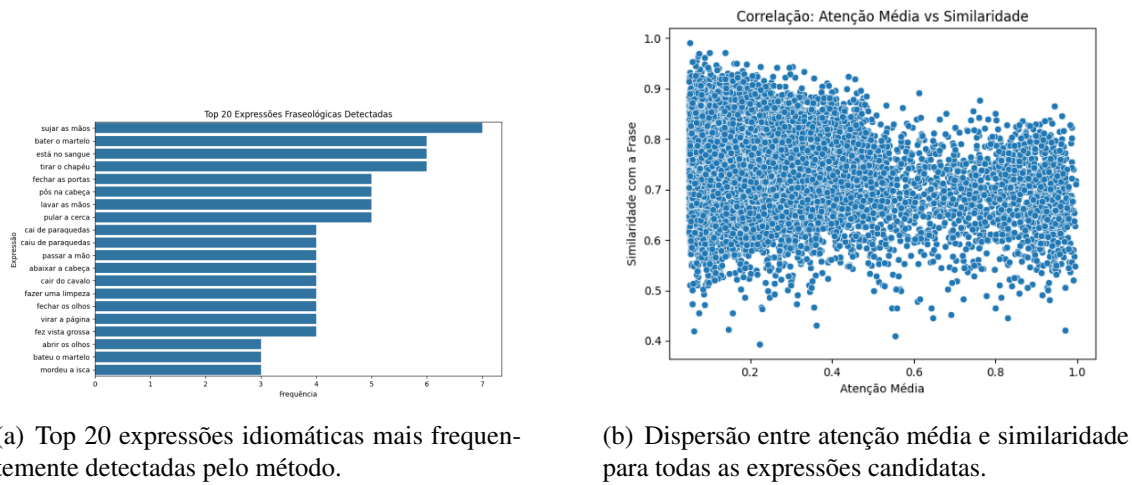 Top 20 Expressões Fraseológicas Detectadas
sujar as mãos
bater o martelo
está no sangue
tirar o chapéu
fechar as portas
pôs na cabeça
lavar as mãos
pular a cerca
cai de paraquedas
caiu de paraquedas
passar a mão
abaixar a cabeça
cair do cavalo
fazer uma limpeza
fechar os olhos
virar a página
fez vista grossa
abrir os olhos
bateu o martelo
mordeu a isca
Expressão
0 1 2 3 4 5 6 7
Frequência
(a) Top 20 expressões idiomáticas mais frequen-
temente detectadas pelo método.
Correlação: Atenção Média vs Similaridade
1.0
0.9
0.8
0.7
0.6
0.5
0.4
Similaridade com a Frase
0.2 0.4 0.6 0.8 1.0
Atenção Média
(b) Dispersão entre atenção média e similaridade
para todas as expressões candidatas.